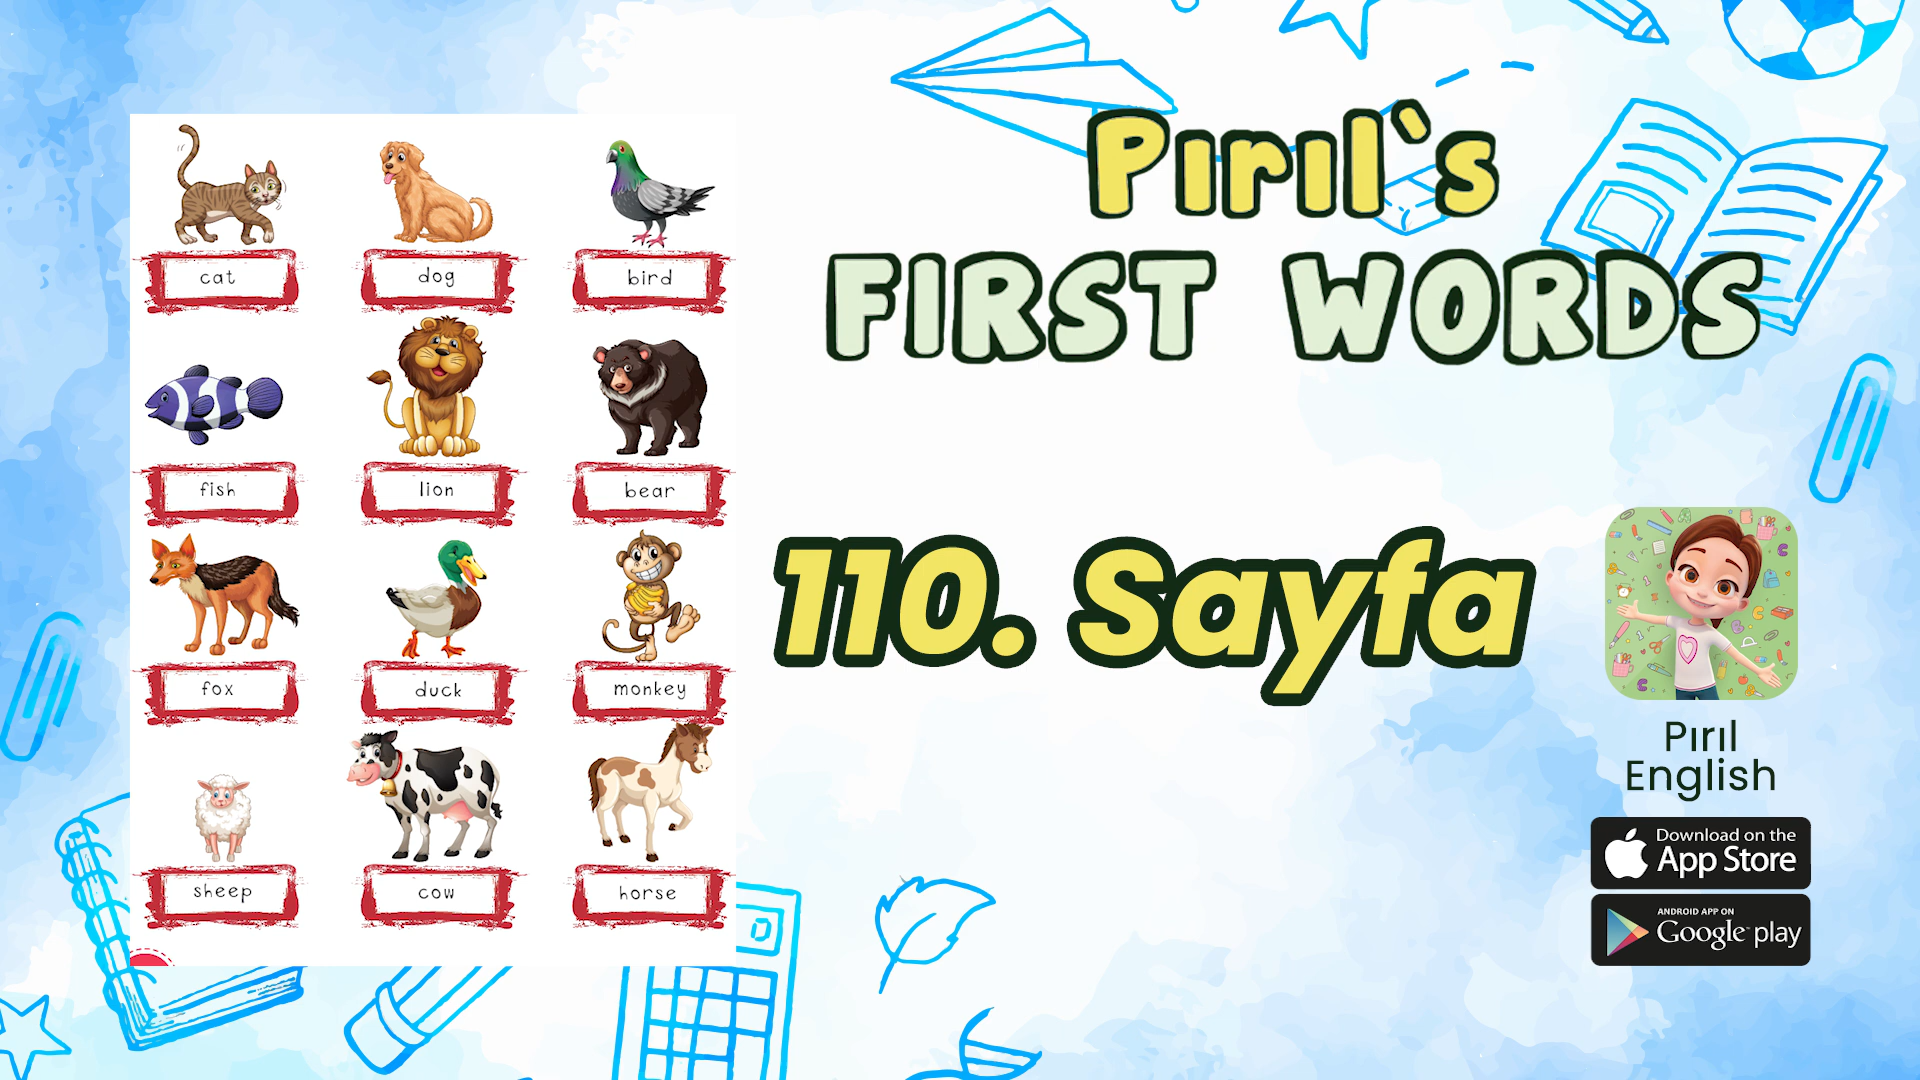 cat
dog
bird
fish
lion
bear
fox
duck
monkey
sheep
cow
horse
Pırıl's
FIRST WORDS
110. Sayfa
Pırıl
English
Download on the
App Store
ANDROID APP ON
Google play